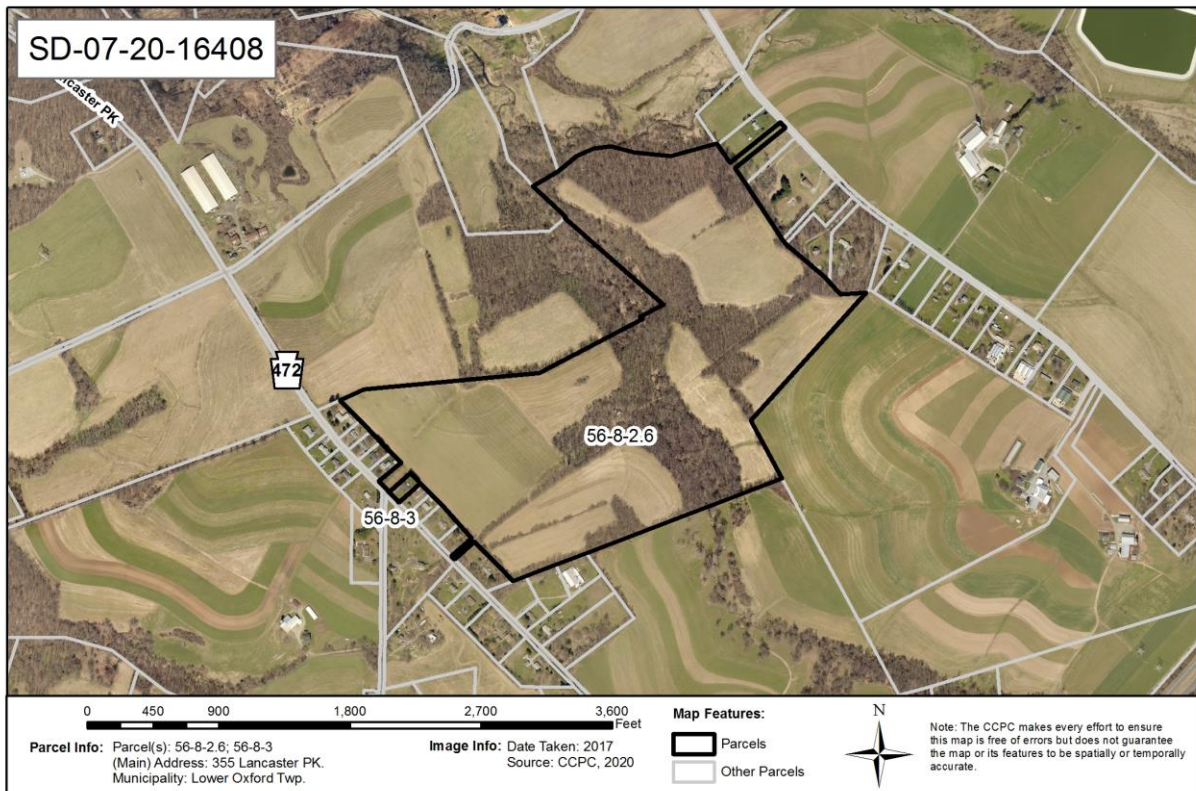 SD-07-20-16408
ncaster PK
472
56-8-2.6
56-8-3
0 450 900 1,800 2,700 3,600
Feet
Parcel Info: Parcel(s): 56-8-2.6; 56-8-3
(Main) Address: 355 Lancaster PK.
Municipality: Lower Oxford Twp.
Image Info: Date Taken: 2017
Source: CCPC, 2020
Map Features:
Parcels
Other Parcels
N
Note: The CCPC makes every effort to ensure
this map is free of errors but does not guarantee
the map or its features to be spatially or temporally
accurate.